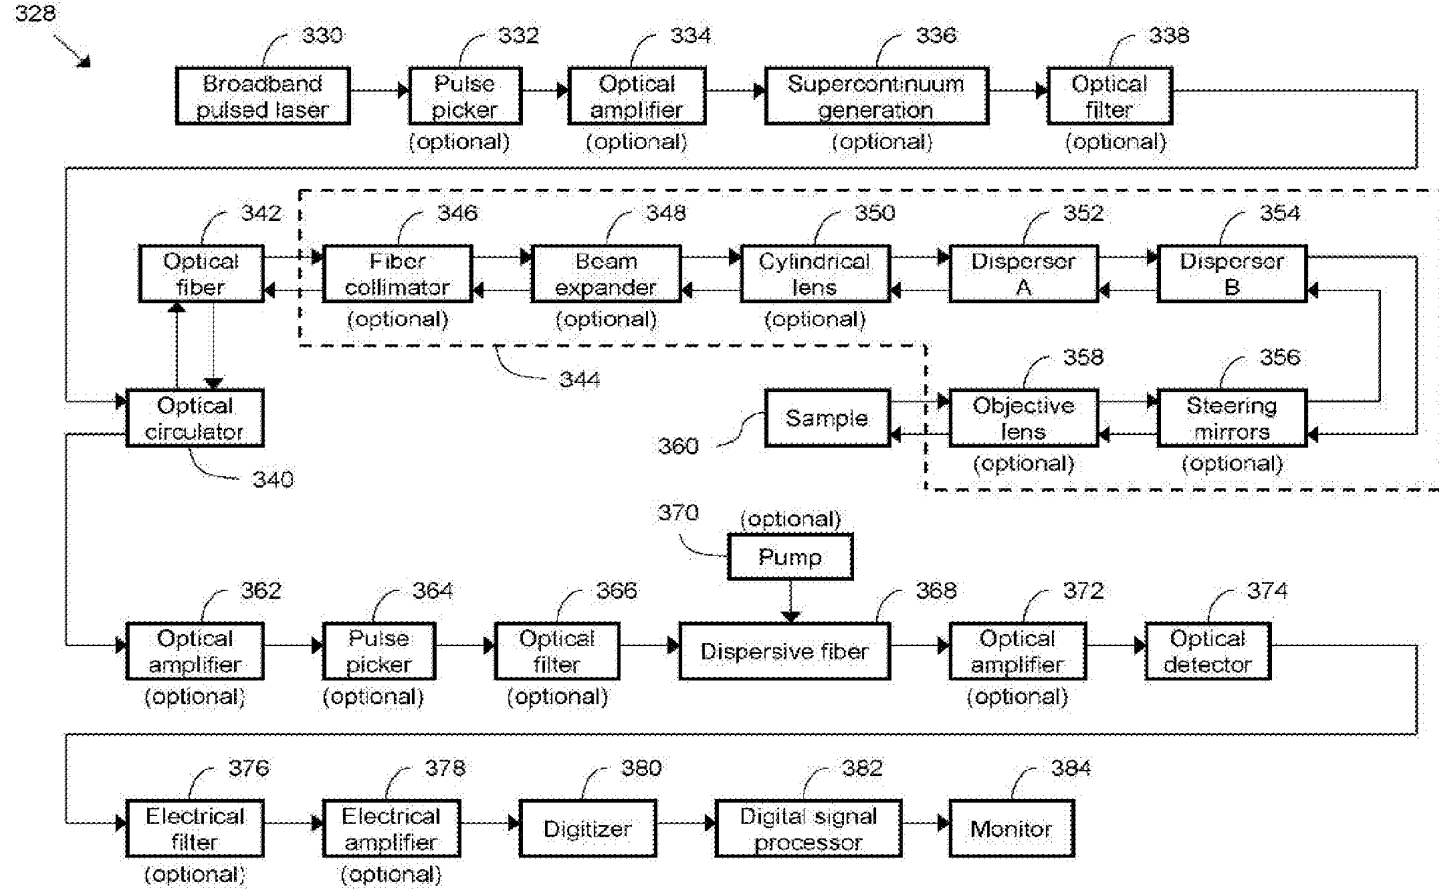 328
330
332
334
336
338
Broadband
pulsed laser
Pulse
picker
(optional)
Optical
amplifier
(optional)
Supercontinuum
generation
(optional)
Optical
filter
(optional)
342
346
348
350
352
354
Optical
fiber
Fiber
collimator
(optional)
Beam
expander
(optional)
Cylindrical
lens
(optional)
Disperser
A
Disperser
B
344
358
356
Optical
circulator
340
Sample
360
Objective
lens
(optional)
Steering
mirrors
(optional)
370
(optional)
Pump
362
364
366
368
372
374
Optical
amplifier
(optional)
Pulse
picker
(optional)
Optical
filter
(optional)
Dispersive fiber
Optical
amplifier
(optional)
Optical
detector
376
378
380
382
384
Electrical
filter
(optional)
Electrical
amplifier
(optional)
Digitizer
Digital signal
processor
Monitor